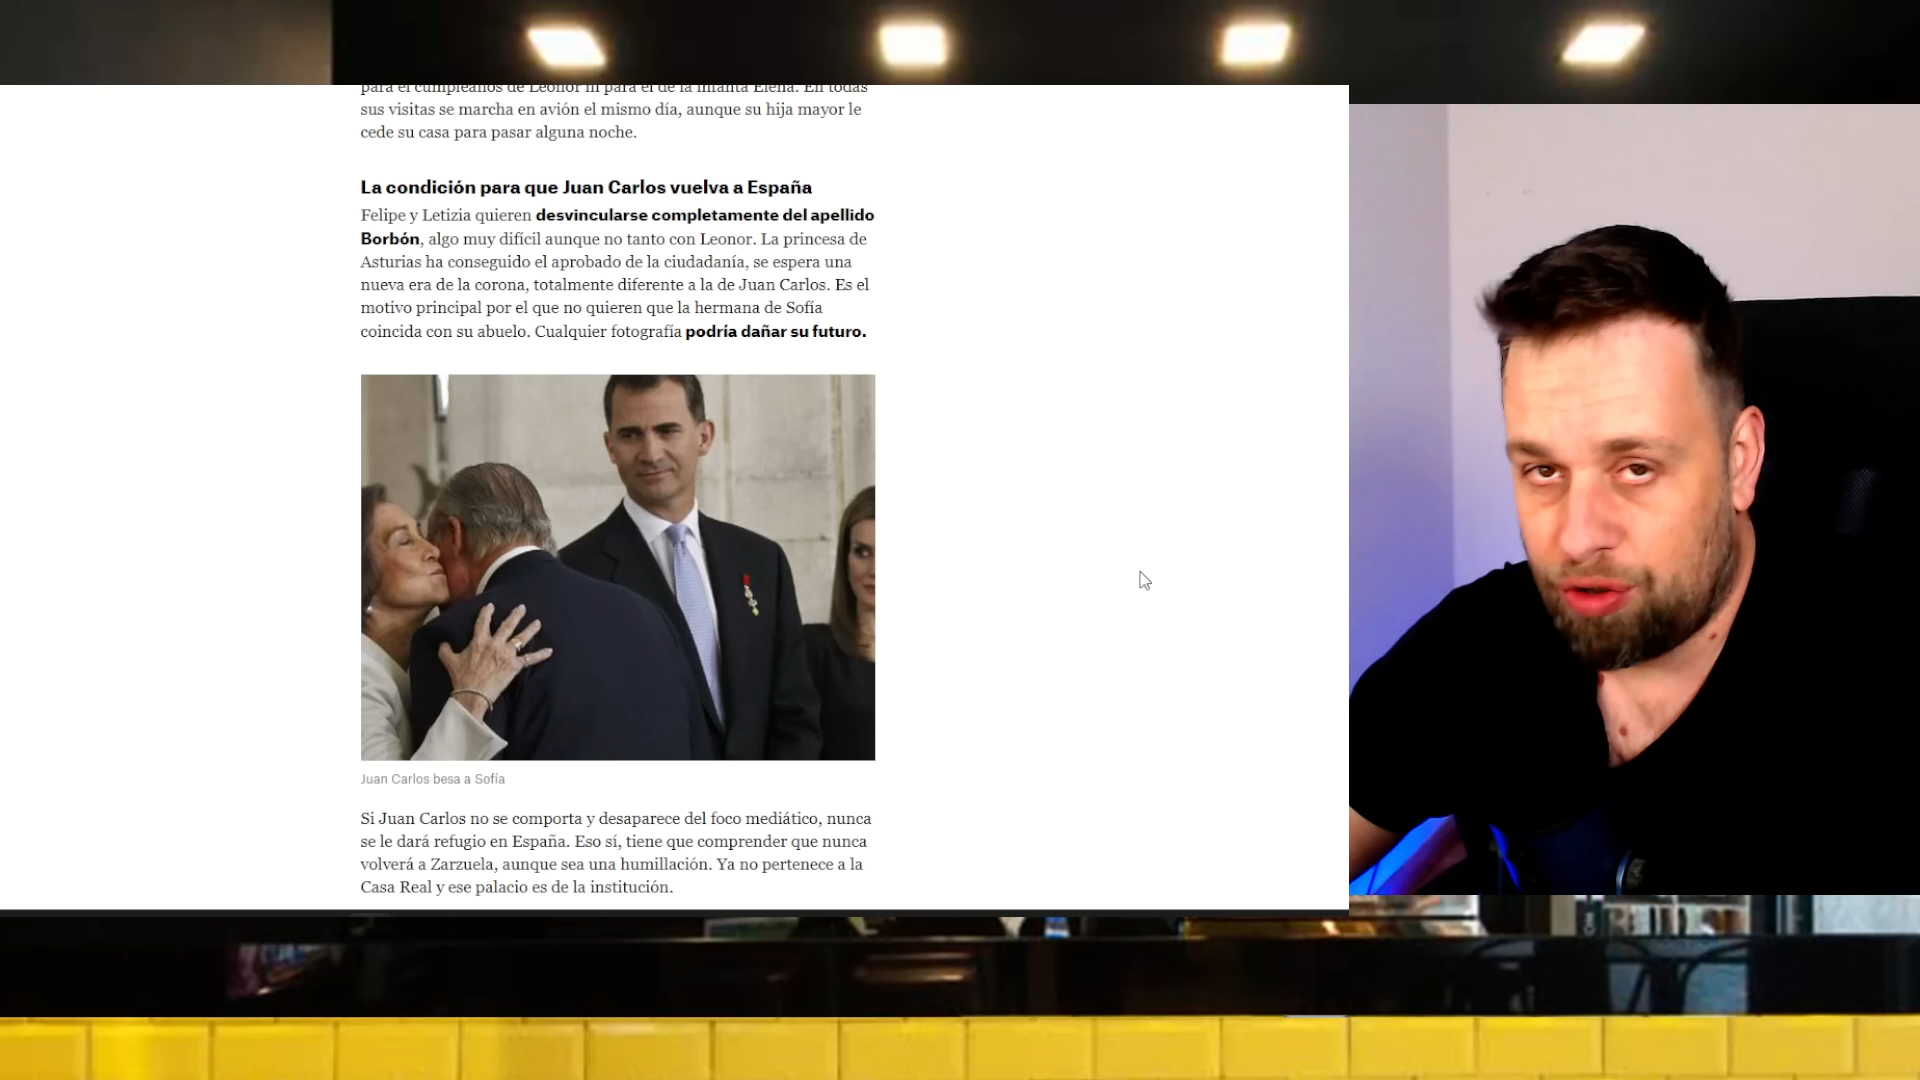 para el cumpleaños de Leonor ni para el de la infanta Elena. En todas
sus visitas se marcha en avión el mismo día, aunque su hija mayor le
cede su casa para pasar alguna noche.
La condición para que Juan Carlos vuelva a España
Felipe y Letizia quieren desvincularse completamente del apellido
Borbón, algo muy difícil aunque no tanto con Leonor. La princesa de
Asturias ha conseguido el aprobado de la ciudadanía, se espera una
nueva era de la corona, totalmente diferente a la de Juan Carlos. Es el
motivo principal por el que no quieren que la hermana de Sofía
coincida con su abuelo. Cualquier fotografía podría dañar su futuro.
Juan Carlos besa a Sofía
Si Juan Carlos no se comporta y desaparece del foco mediático, nunca
se le dará refugio en España. Eso sí, tiene que comprender que nunca
volverá a Zarzuela, aunque sea una humillación. Ya no pertenece a la
Casa Real y ese palacio es de la institución.